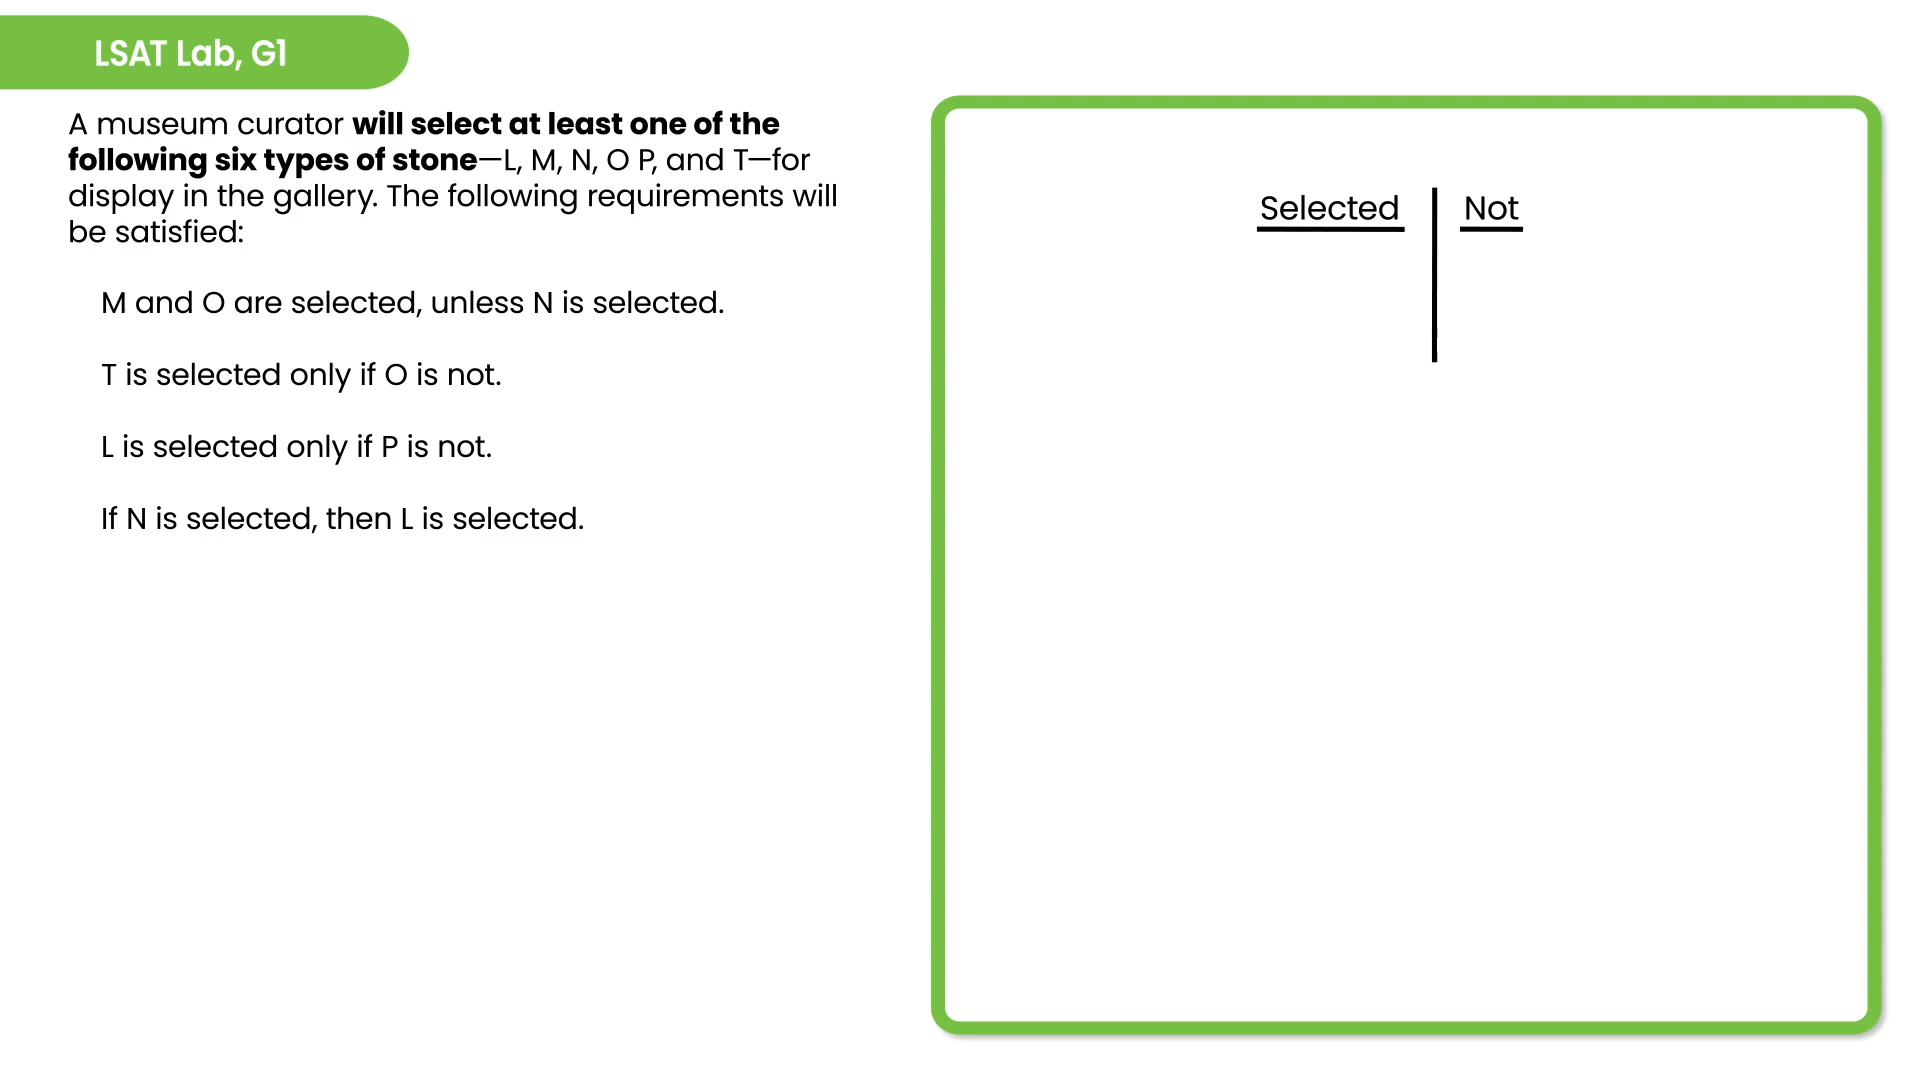 LSAT Lab, G1
A museum curator will select at least one of the
following six types of stone—L, M, N, O P, and T—for
display in the gallery. The following requirements will
be satisfied:
M and O are selected, unless N is selected.
T is selected only if O is not.
L is selected only if P is not.
If N is selected, then L is selected.
Selected
Not